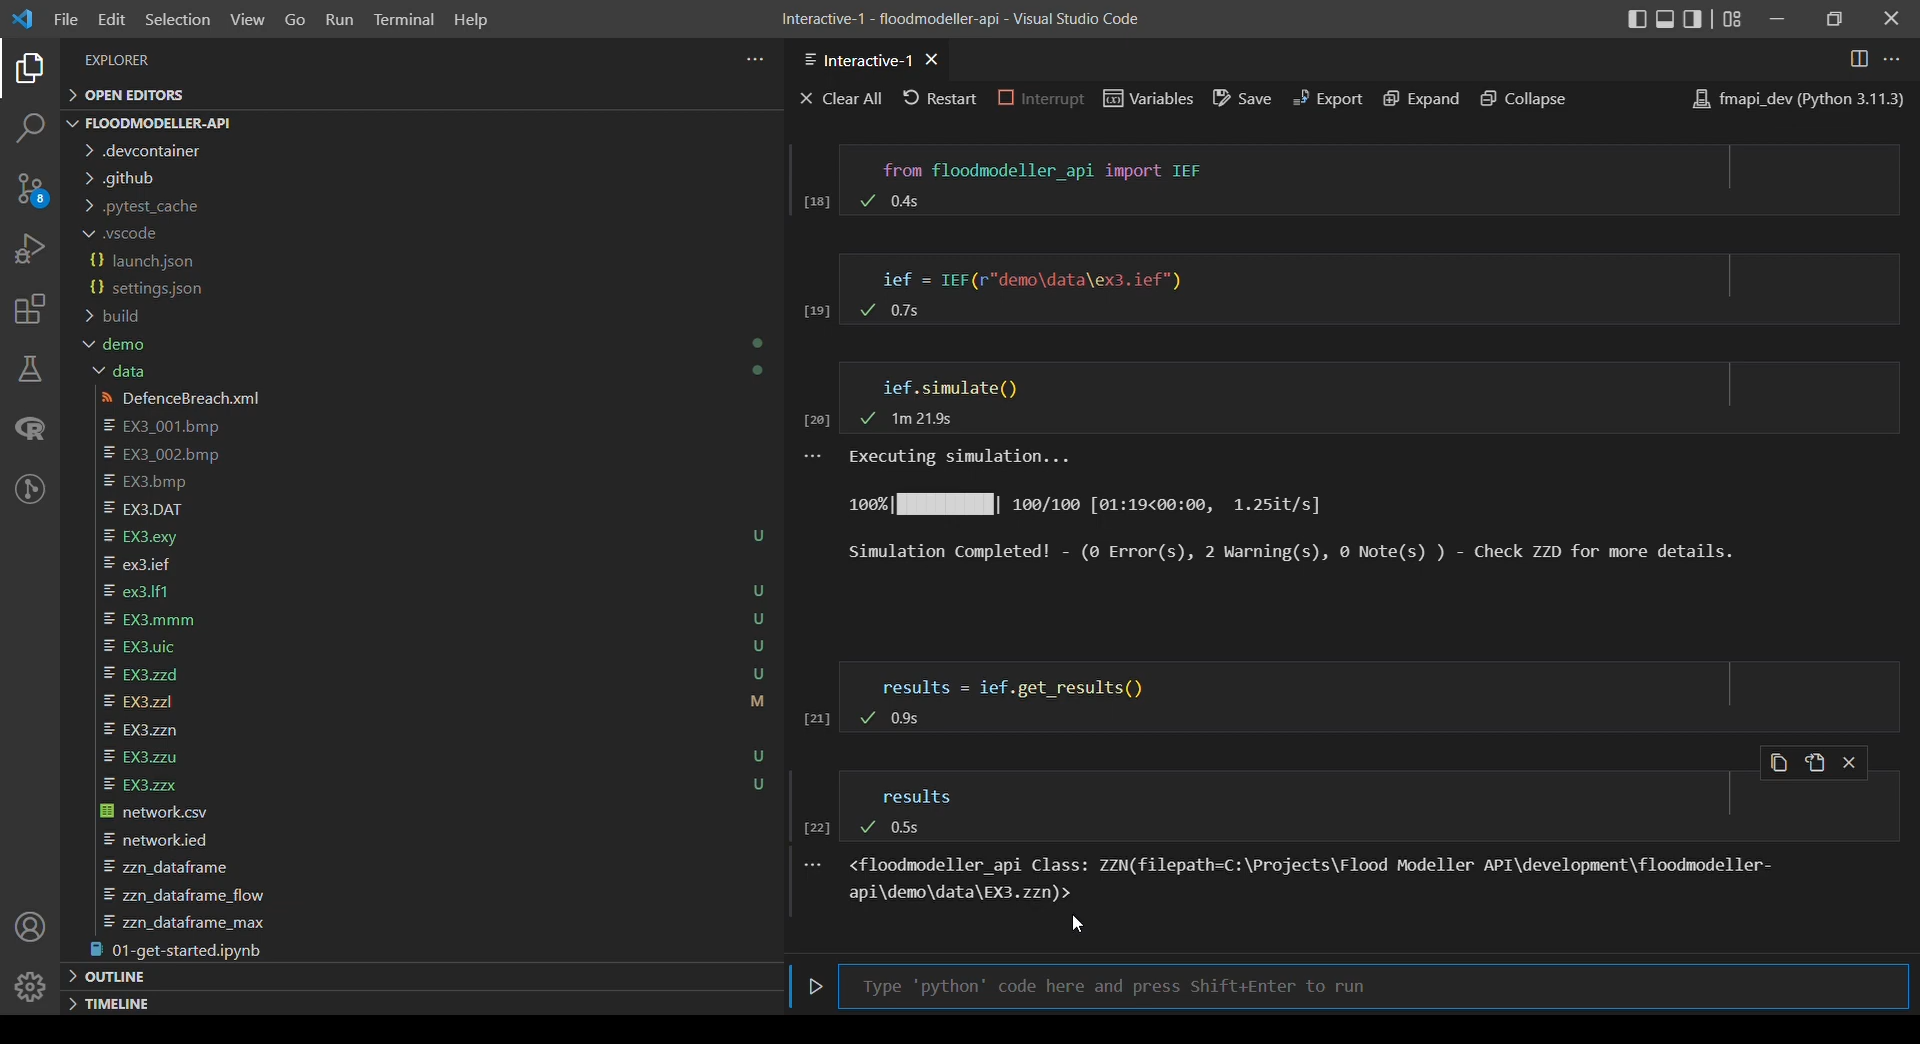 File Edit Selection View Go Run Terminal Help
Interactive-1 - floodmodeller-api - Visual Studio Code
EXPLORER
OPEN EDITORS
FLOODMODELLER-API
.devcontainer
.github
.pytest_cache
.vscode
{} launch.json
{} settings.json
build
demo
data
DefenceBreach.xml
EX3_001.bmp
EX3_002.bmp
EX3.bmp
EX3.DAT
EX3.exy U
ex3.ief
ex3.lf1 U
EX3.mmm U
EX3.uic U
EX3.zzd U
EX3.zzl M
EX3.zzn
EX3.zzu U
EX3.zzx U
network.csv
network.ied
zzn_dataframe
zzn_dataframe_flow
zzn_dataframe_max
01-get-started.ipynb
OUTLINE
TIMELINE
8
R
Interactive-1
Clear All Restart Interrupt Variables Save Export Expand Collapse fmapi_dev (Python 3.11.3)
from floodmodeller_api import IEF
[18] ✓ 0.4s
ief = IEF(r"demo\data\ex3.ief")
[19] ✓ 0.7s
ief.simulate()
[20] ✓ 1m 21.9s
... Executing simulation...
100%|██████████| 100/100 [01:19<00:00, 1.25it/s]
Simulation Completed! - (0 Error(s), 2 Warning(s), 0 Note(s) ) - Check ZZD for more details.
results = ief.get_results()
[21] ✓ 0.9s
results
[22] ✓ 0.5s
... <floodmodeller_api Class: ZZN(filepath=C:\Projects\Flood Modeller API\development\floodmodeller-
api\demo\data\EX3.zzn)>
Type 'python' code here and press Shift+Enter to run